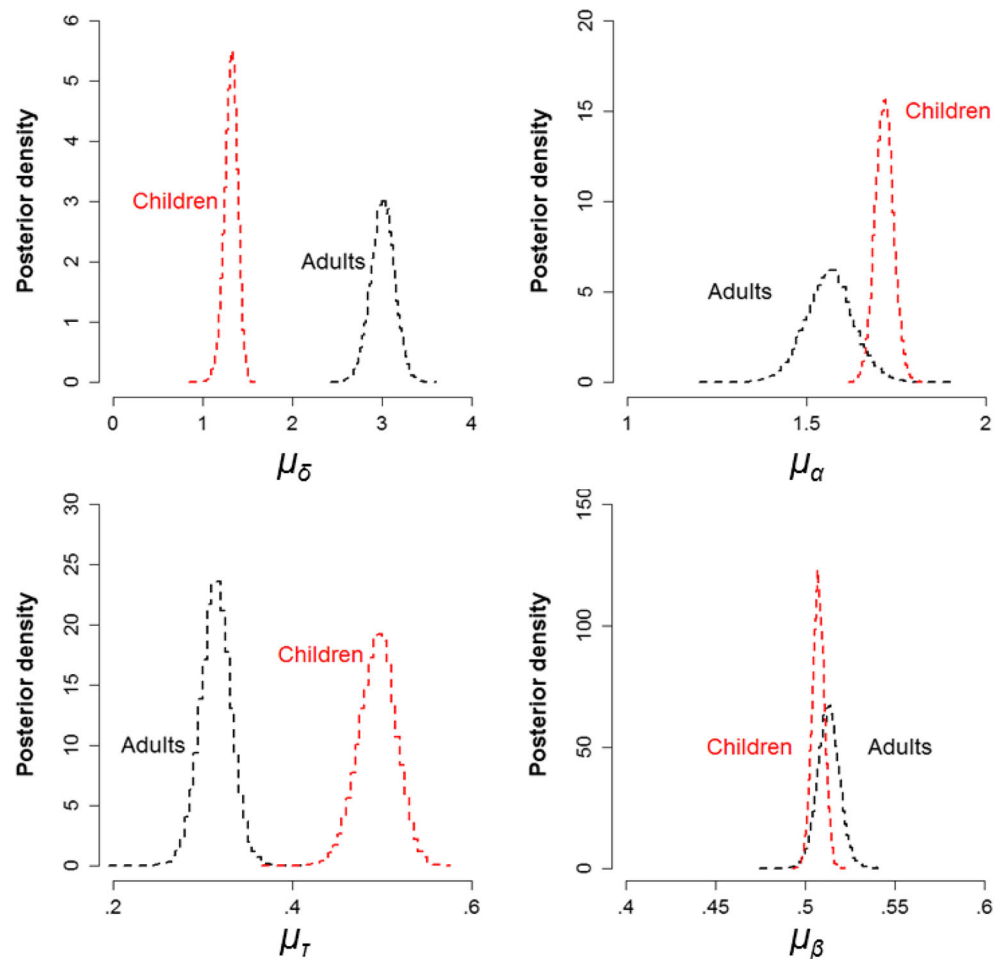 Posterior density
6
5
4
3
2
1
0
Children
Adults
0 1 2 3 4
μδ
Posterior density
20
15
10
5
0
Children
Adults
1 1.5 2
μα
Posterior density
30
25
20
15
10
5
0
Children
Adults
.2 .4 .6
μτ
Posterior density
150
100
50
0
Children Adults
.4 .45 .5 .55 .6
μβ